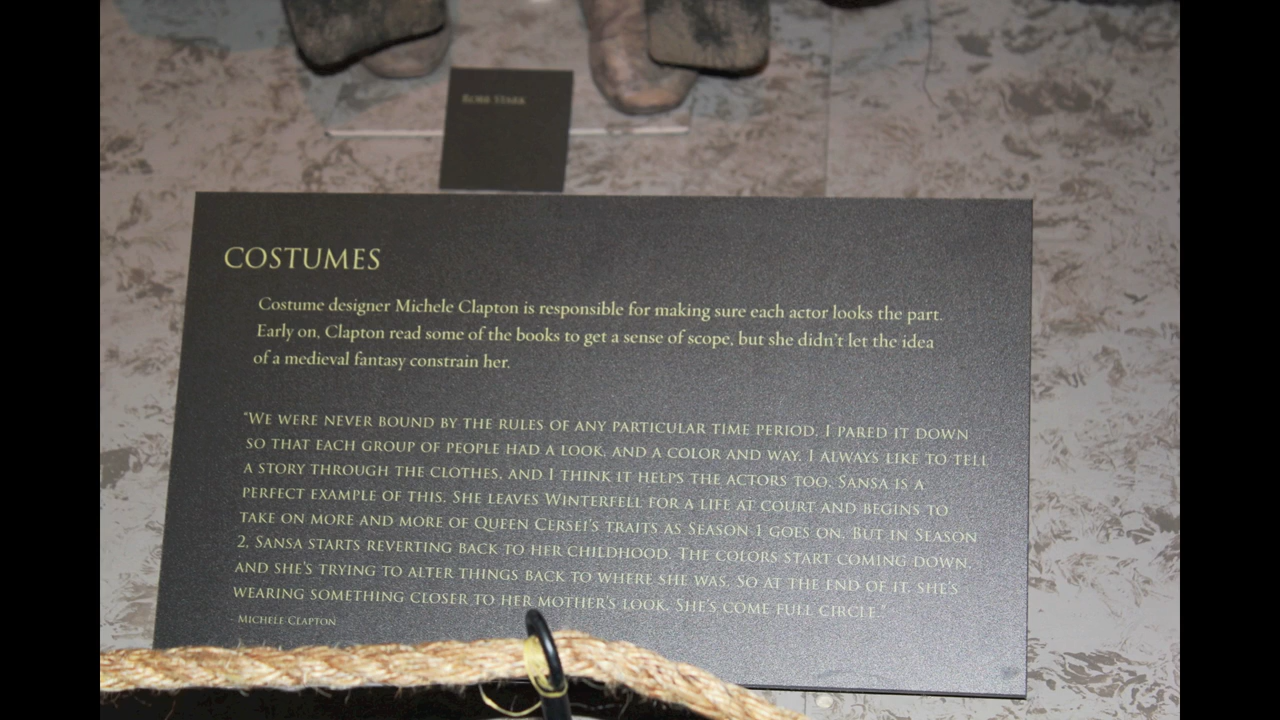 ROBB STARK
COSTUMES
Costume designer Michele Clapton is responsible for making sure each actor looks the part.
Early on, Clapton read some of the books to get a sense of scope, but she didn't let the idea
of a medieval fantasy constrain her.
"WE WERE NEVER BOUND BY THE RULES OF ANY PARTICULAR TIME PERIOD. I PARED IT DOWN
SO THAT EACH GROUP OF PEOPLE HAD A LOOK, AND A COLOR AND WAY. I ALWAYS LIKE TO TELL
A STORY THROUGH THE CLOTHES, AND I THINK IT HELPS THE ACTORS TOO. SANSA IS A
PERFECT EXAMPLE OF THIS. SHE LEAVES WINTERFELL FOR A LIFE AT COURT AND BEGINS TO
TAKE ON MORE AND MORE OF QUEEN CERSEI'S TRAITS AS SEASON 1 GOES ON. BUT IN SEASON
2, SANSA STARTS REVERTING BACK TO HER CHILDHOOD. THE COLORS START COMING DOWN,
AND SHE'S TRYING TO ALTER THINGS BACK TO WHERE SHE WAS. SO AT THE END OF IT, SHE'S
WEARING SOMETHING CLOSER TO HER MOTHER'S LOOK. SHE'S COME FULL CIRCLE."
- MICHELE CLAPTON